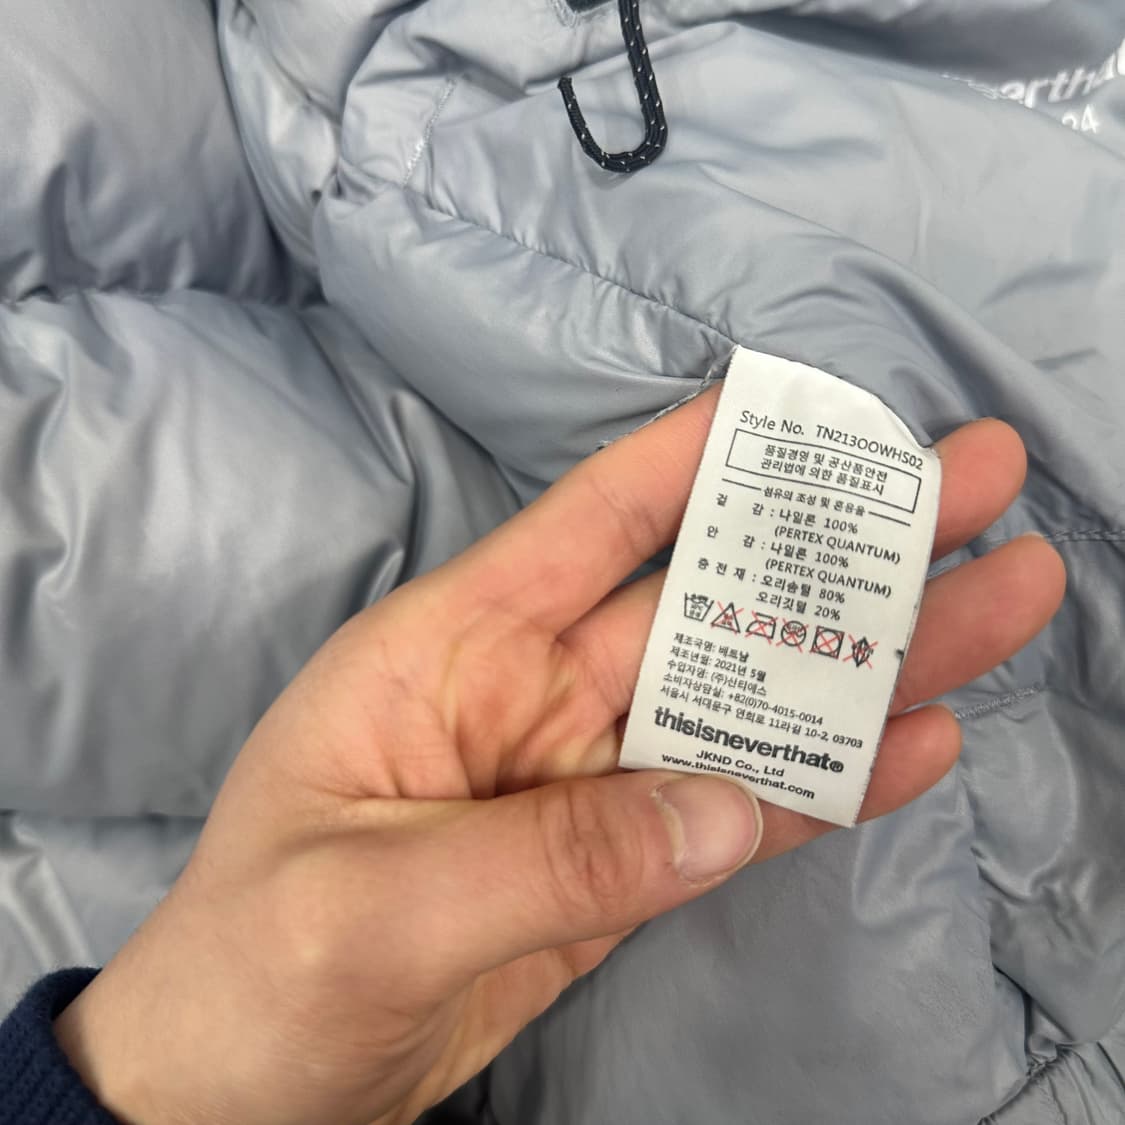 Style No. TN213OOWHS02
품질경영 및 공산품안전
관리법에 의한 품질표시
섬유의 조성 및 혼용율
겉 감 : 나일론 100%
(PERTEX QUANTUM)
안 감 : 나일론 100%
(PERTEX QUANTUM)
충 전 재 : 오리솜털 80%
오리깃털 20%
제조국명: 베트남
제조년월: 2021년 5월
수입자명: (주)신티에스
소비자상담실: +82(0)70-4015-0014
서울시 서대문구 연희로 11라길 10-2, 03703
thisisneverthat®
JKND Co., Ltd
www.thisisneverthat.com